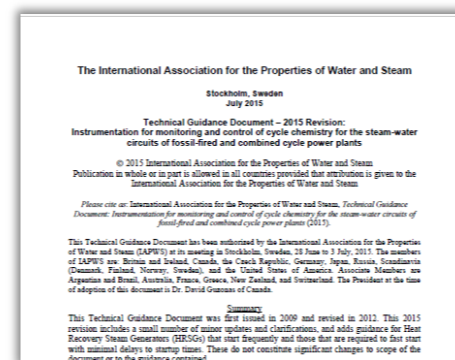 The International Association for the Properties of Water and Steam
Stockholm, Sweden
July 2015
Technical Guidance Document – 2015 Revision:
Instrumentation for monitoring and control of cycle chemistry for the steam-water
circuits of fossil-fired and combined cycle power plants
© 2015 International Association for the Properties of Water and Steam
Publication in whole or in part is allowed in all countries provided that attribution is given to the
International Association for the Properties of Water and Steam
Please cite as: International Association for the Properties of Water and Steam, Technical Guidance
Document: Instrumentation for monitoring and control of cycle chemistry for the steam-water circuits of
fossil-fired and combined cycle power plants (2015).
This Technical Guidance Document has been authorized by the International Association for the Properties
of Water and Steam (IAPWS) at its meeting in Stockholm, Sweden, 28 June to 3 July, 2015. The members
of IAPWS are: Britain and Ireland, Canada, the Czech Republic, Germany, Japan, Russia, Scandinavia
(Denmark, Finland, Norway, Sweden), and the United States of America. Associate Members are
Argentina and Brazil, Australia, France, Greece, New Zealand, and Switzerland. The President at the time
of adoption of this document is Dr. David Guzonas of Canada.
Summary
This Technical Guidance Document was first issued in 2009 and revised in 2012. This 2015
revision includes a small number of minor updates and clarifications, and adds guidance for Heat
Recovery Steam Generators (HRSGs) that start frequently and those that are required to fast start
with minimal delays to startup times. These do not constitute significant changes to scope of the
document or to the guidance contained.